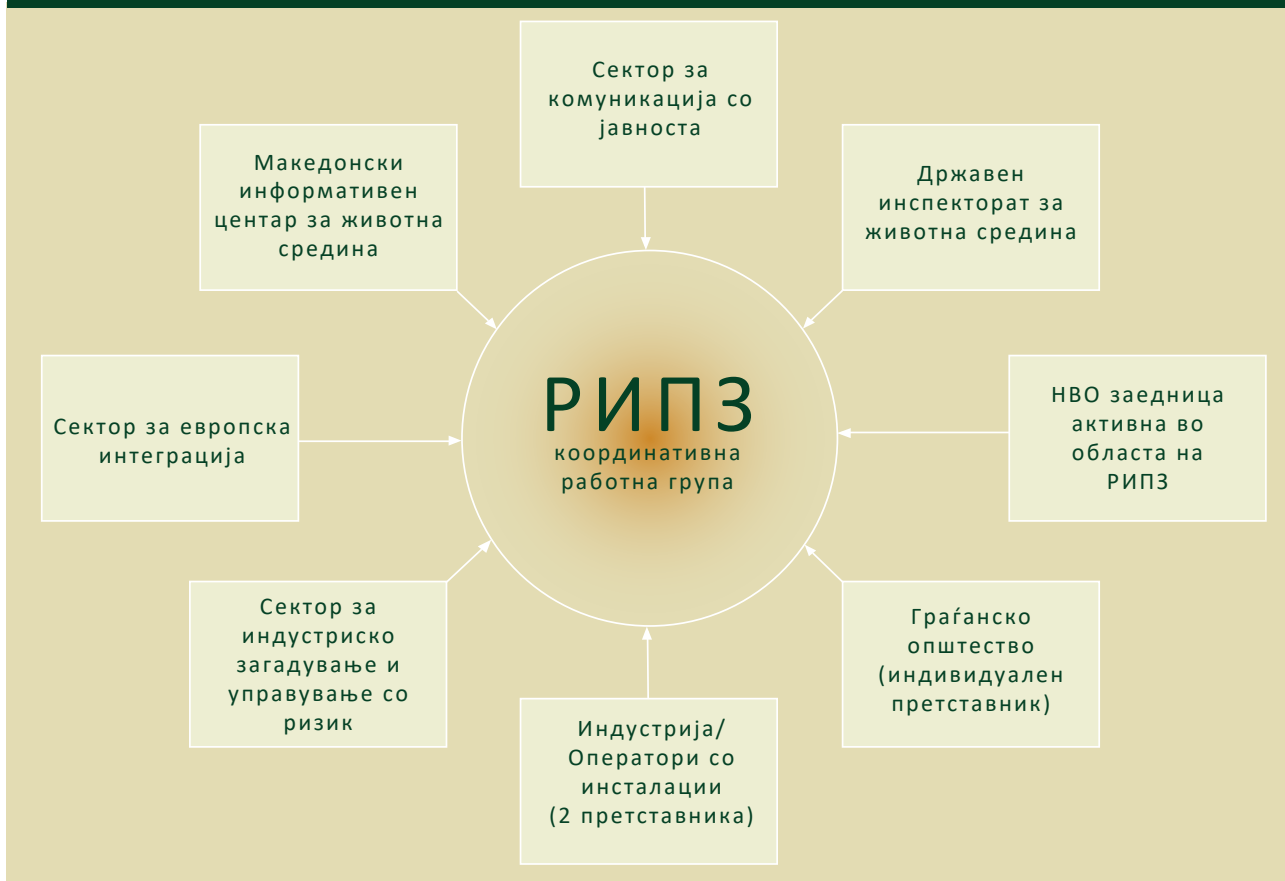 Сектор за
комуникација со
јавноста
Македонски
информативен
центар за животна
средина
Државен
инспекторат за
животна средина
Сектор за европска
интеграција
РИПЗ
координативна
работна група
НВО заедница
активна во
областа на
РИПЗ
Сектор за
индустриско
загадување и
управување со
ризик
Индустрија/
Оператори со
инсталации
(2 претставника)
Граѓанско
општество
(индивидуален
претставник)